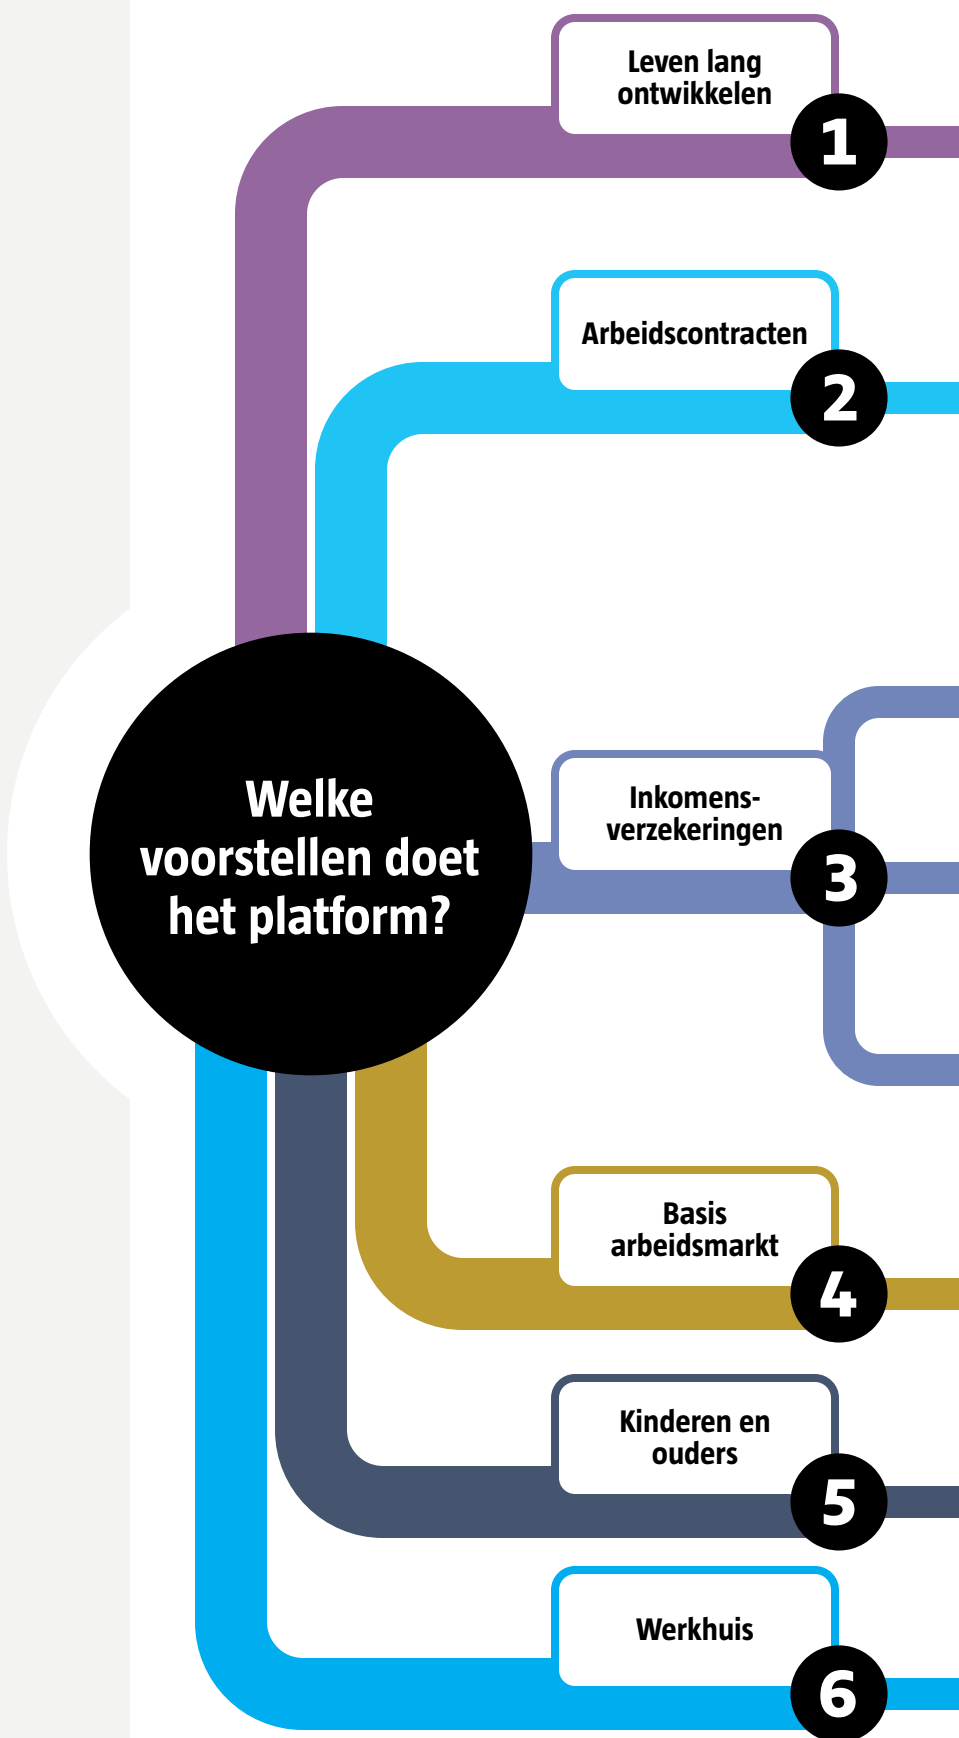 Leven lang
ontwikkelen
1
Arbeidscontracten
2
Welke
voorstellen doet
het platform?
Inkomens-
verzekeringen
3
Basis
arbeidsmarkt
4
Kinderen en
ouders
5
Werkhuis
6